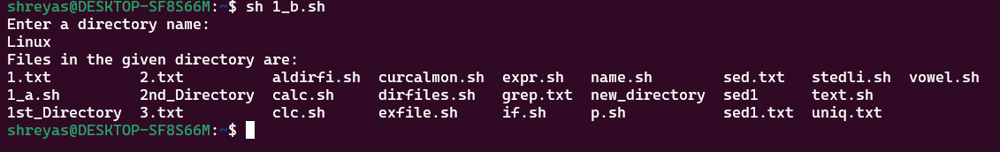 shreyas@DESKTOP-SF8S66M:~$ sh 1_b.sh
Enter a directory name:
Linux
Files in the given directory are:
1.txt 2.txt aldirfi.sh curcalmon.sh expr.sh name.sh sed.txt stedli.sh vowel.sh
1_a.sh 2nd_Directory calc.sh dirfiles.sh grep.txt new_directory sed1 text.sh
1st_Directory 3.txt clc.sh exfile.sh if.sh p.sh sed1.txt uniq.txt
shreyas@DESKTOP-SF8S66M:~$